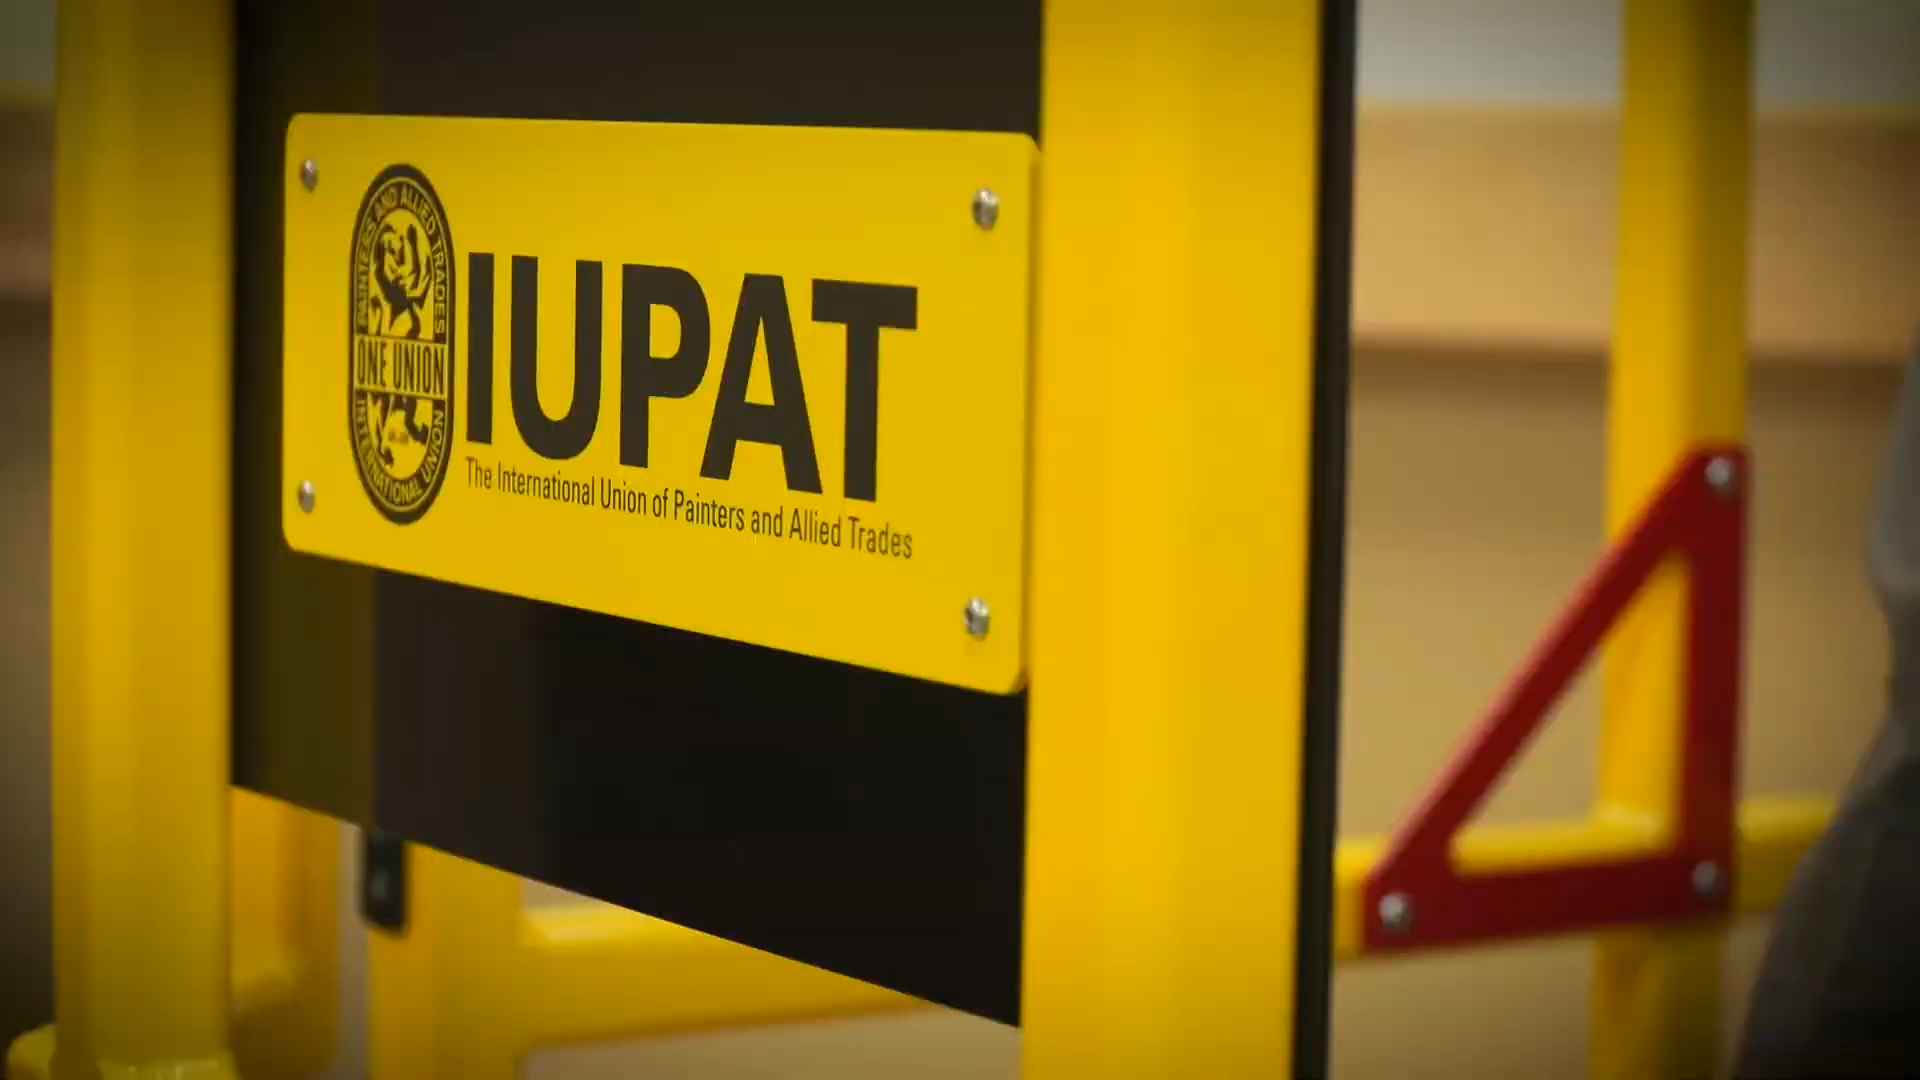 PAINTERS AND ALLIED TRADES
ONE UNION
INTERNATIONAL UNION
IUPAT
The International Union of Painters and Allied Trades